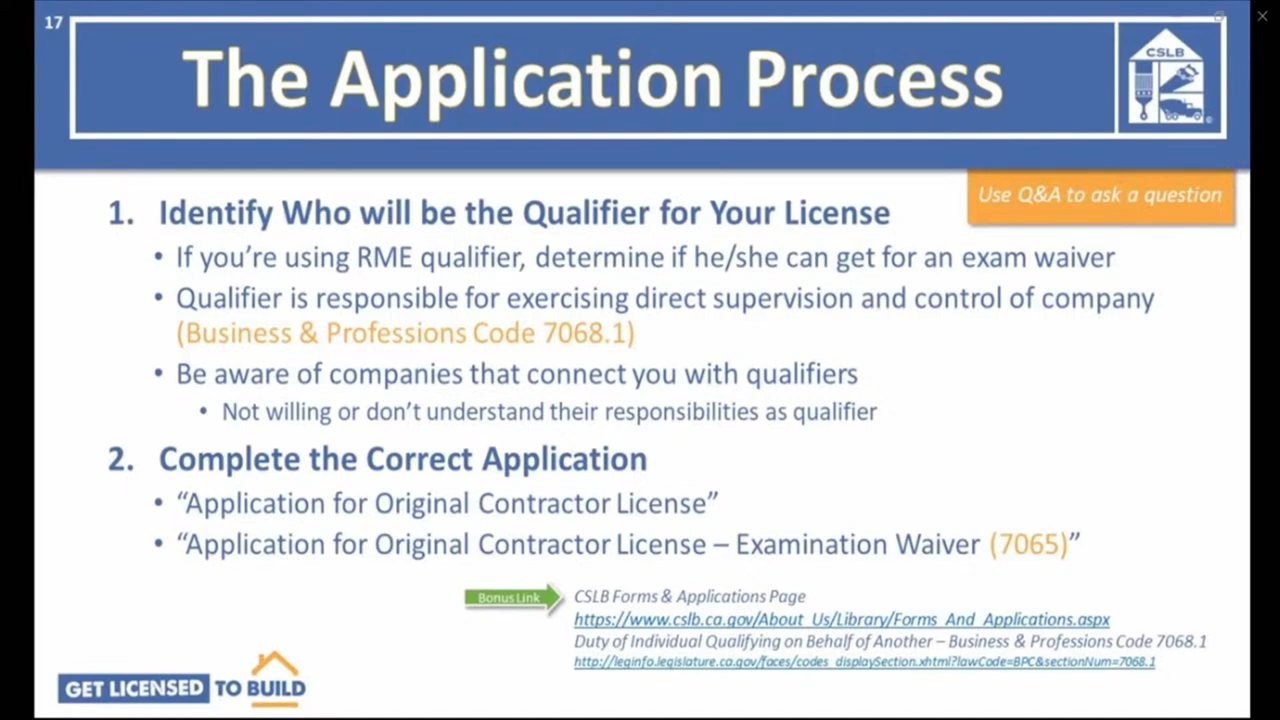 17
The Application Process
CSLB
Use Q&A to ask a question
1. Identify Who will be the Qualifier for Your License
• If you’re using RME qualifier, determine if he/she can get for an exam waiver
• Qualifier is responsible for exercising direct supervision and control of company
(Business & Professions Code 7068.1)
• Be aware of companies that connect you with qualifiers
• Not willing or don’t understand their responsibilities as qualifier
2. Complete the Correct Application
• “Application for Original Contractor License”
• “Application for Original Contractor License – Examination Waiver (7065)”
Bonus Link
CSLB Forms & Applications Page
https://www.cslb.ca.gov/About_Us/Library/Forms_And_Applications.aspx
Duty of Individual Qualifying on Behalf of Another – Business & Professions Code 7068.1
http://leginfo.legislature.ca.gov/faces/codes_displaySection.xhtml?lawCode=BPC&sectionNum=7068.1
GET LICENSED TO BUILD